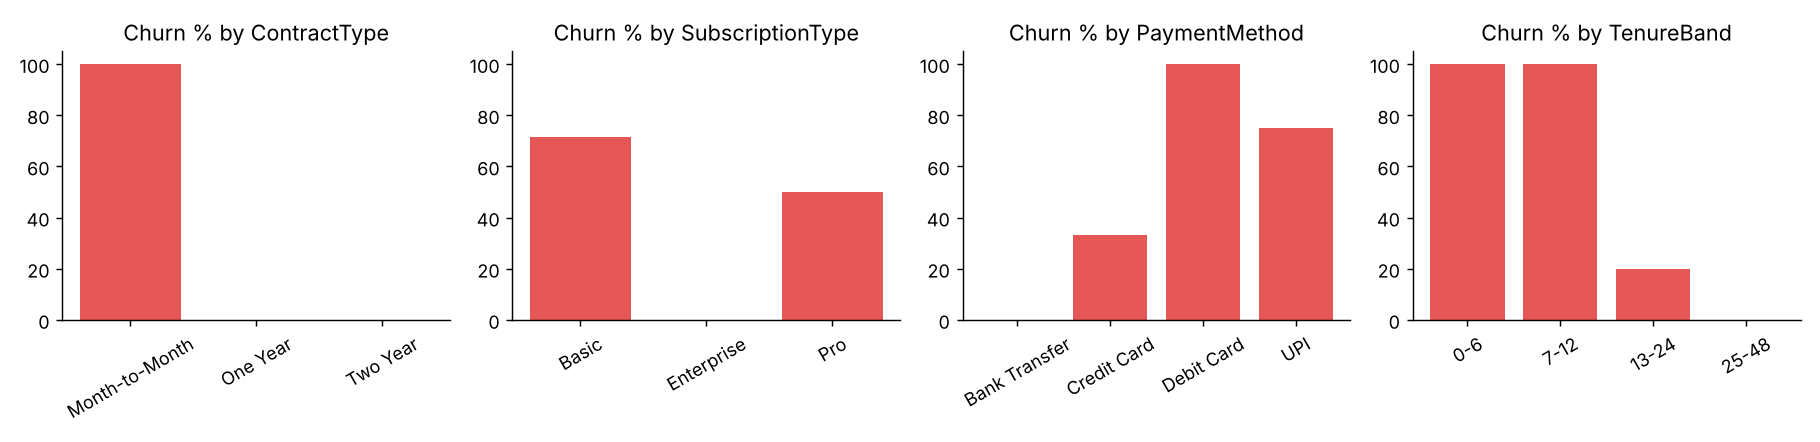 Churn % by ContractType
100
80
60
40
20
0
Month-to-Month
One Year
Two Year
Churn % by SubscriptionType
100
80
60
40
20
0
Basic
Enterprise
Pro
Churn % by PaymentMethod
100
80
60
40
20
0
Bank Transfer
Credit Card
Debit Card
UPI
Churn % by TenureBand
100
80
60
40
20
0
0-6
7-12
13-24
25-48